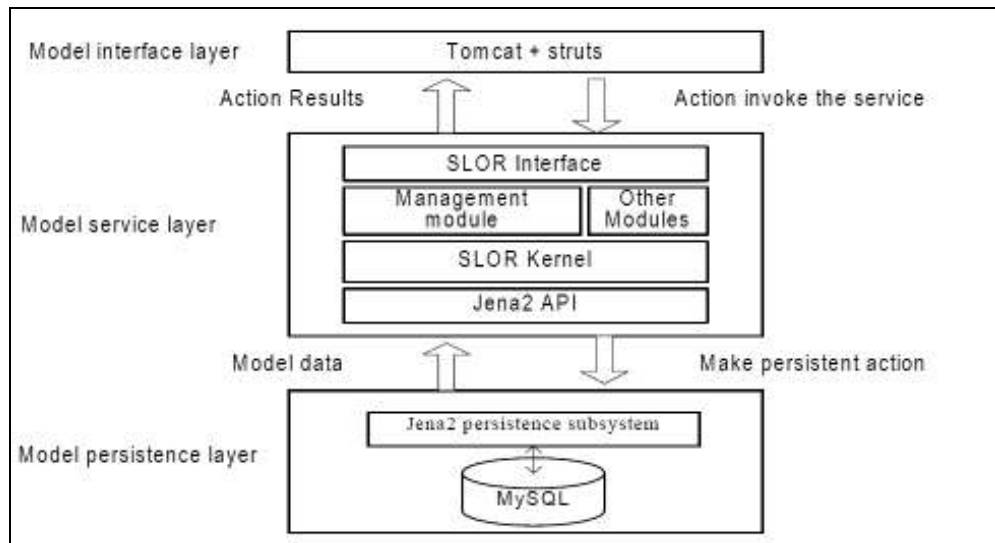 Model interface layer
Tomcat + struts
Action Results
Action invoke the service
SLOR Interface
Management
module
Other
Modules
Model service layer
SLOR Kernel
Jena2 API
Model data
Make persistent action
Jena2 persistence subsystem
Model persistence layer
MySQL